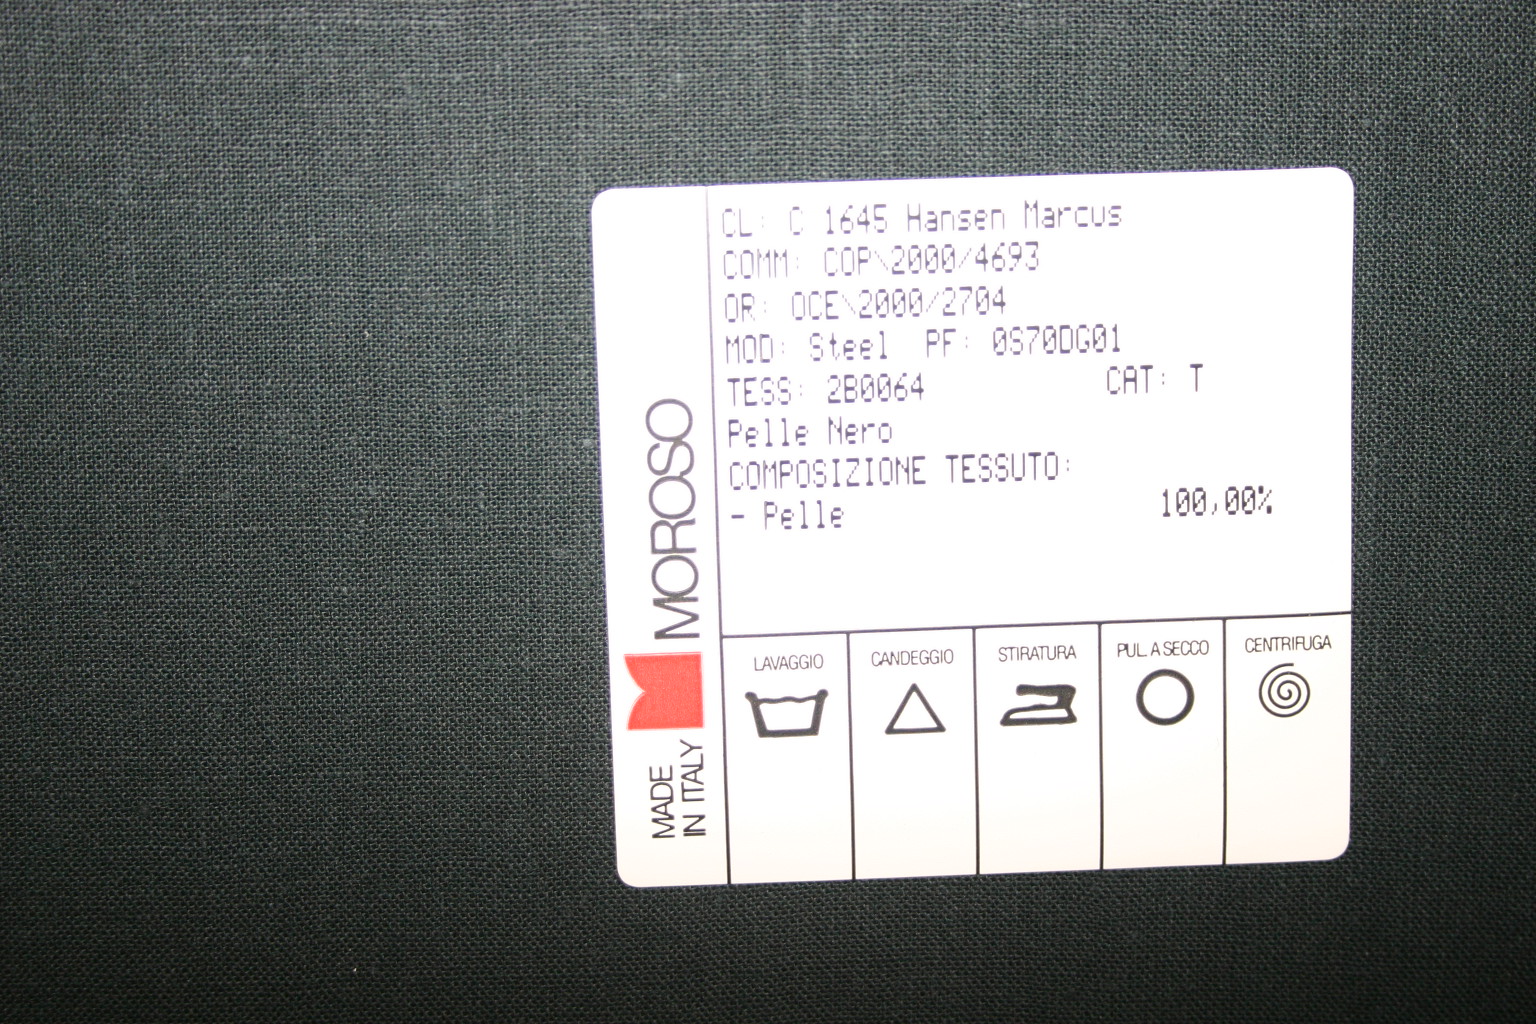 CL: C 1645 Hansen Marcus
COMM: COP\2000/4693
OR: OCE\2000/2704
MOD: Steel PF: 0S70DG01
TESS: 2B0064 CAT: T
Pelle Nero
COMPOSIZIONE TESSUTO:
- Pelle 100,00%
MOROSO
MADE
IN ITALY
LAVAGGIO CANDEGGIO STIRATURA PUL. A SECCO CENTRIFUGA